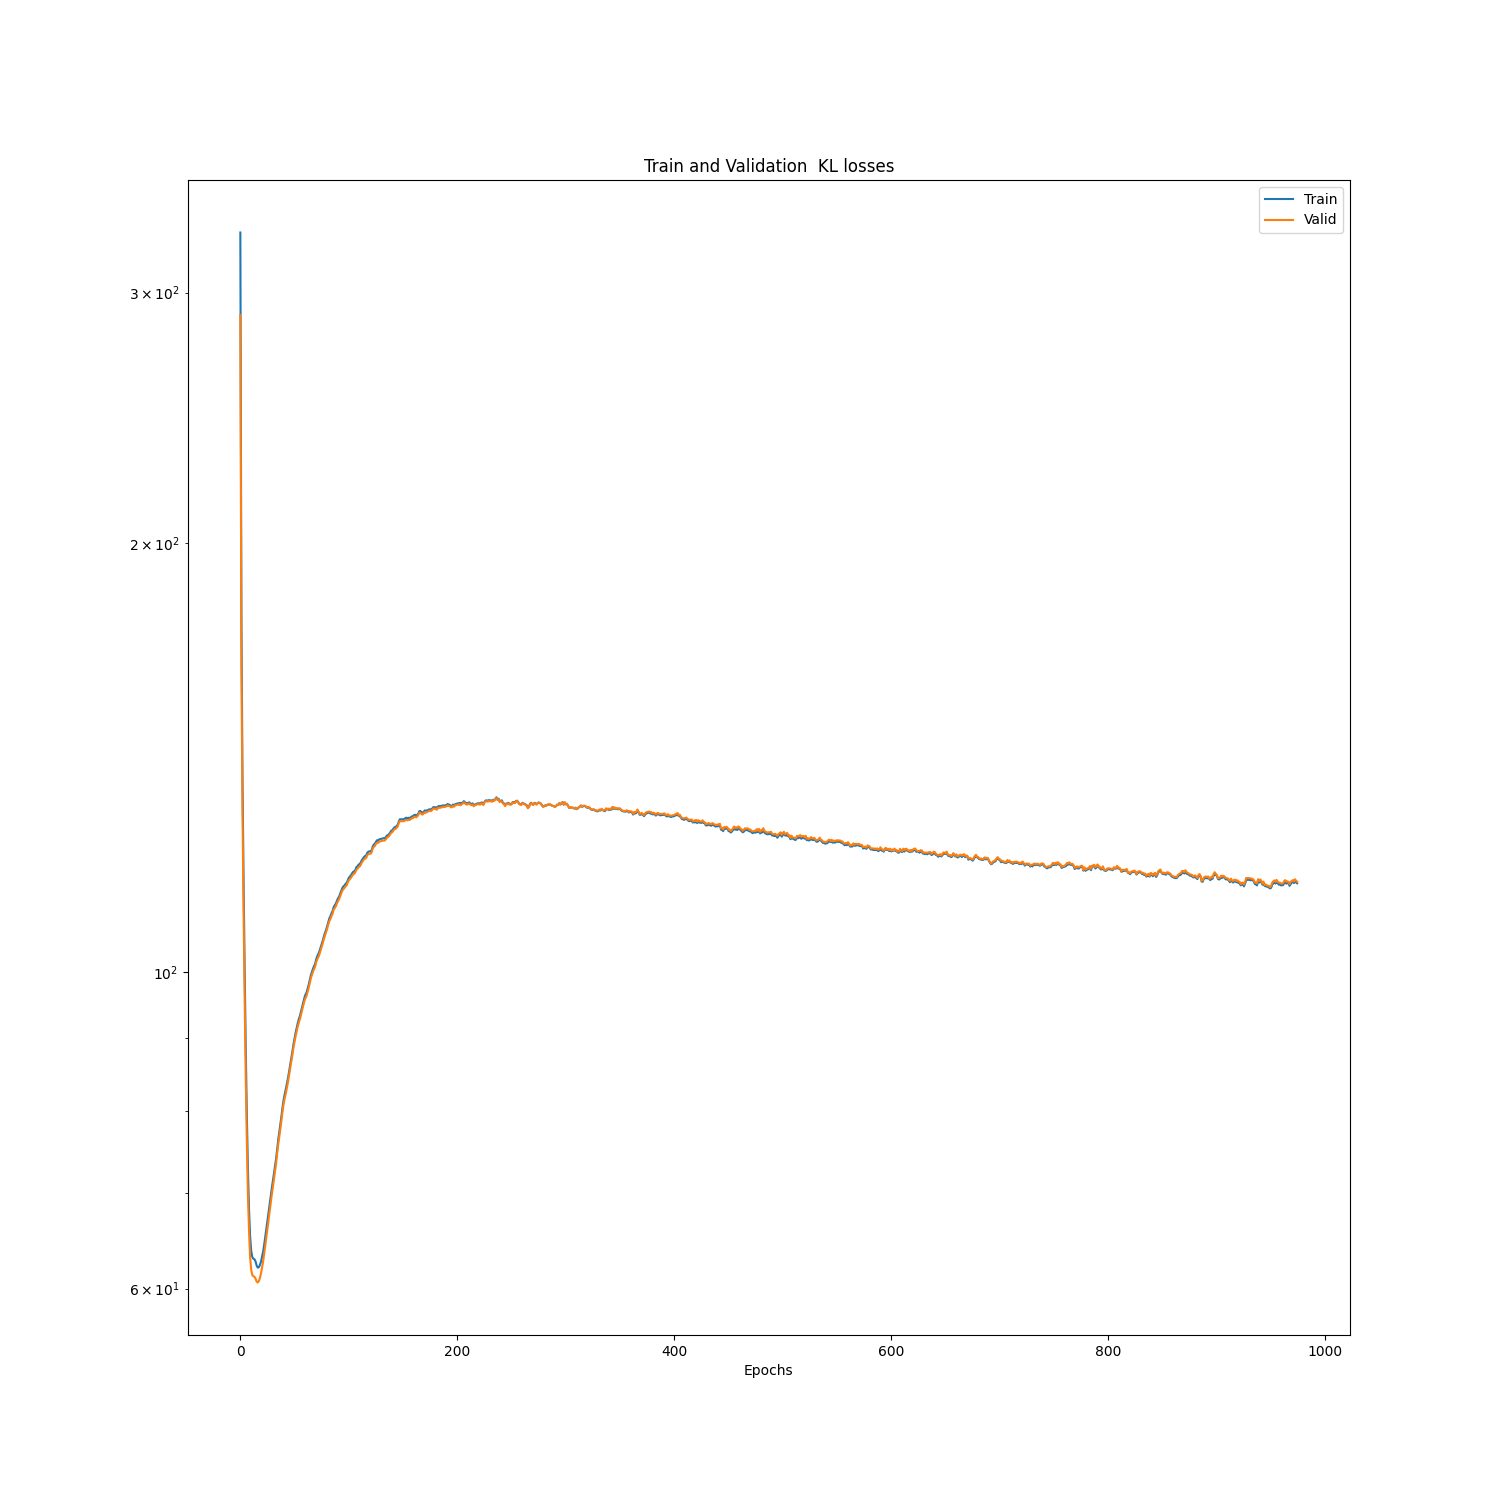 Train and Validation  KL losses
Train
Valid
3 × 10²
2 × 10²
10²
6 × 10¹
0 200 400 600 800 1000
Epochs